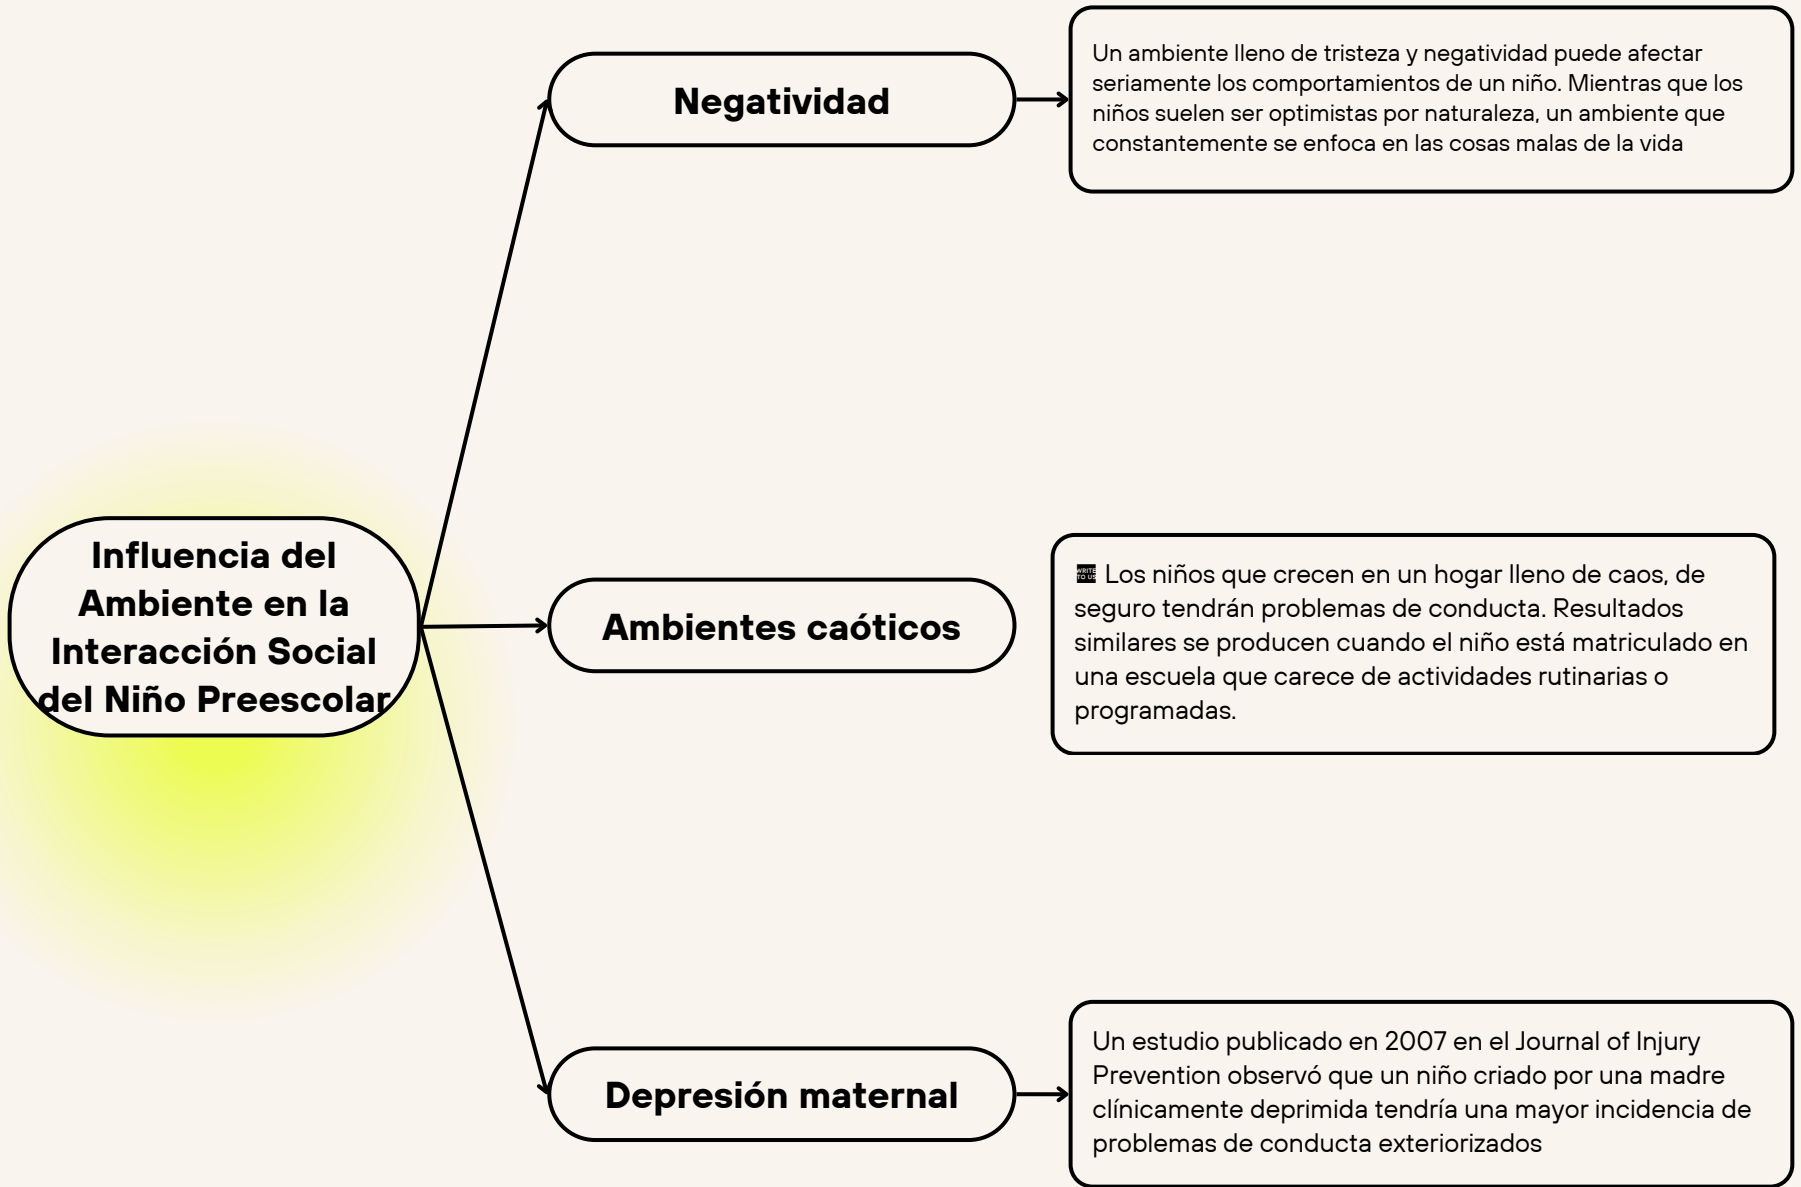 Influencia del
Ambiente en la
Interacción Social
del Niño Preescolar
Negatividad
Un ambiente lleno de tristeza y negatividad puede afectar
seriamente los comportamientos de un niño. Mientras que los
niños suelen ser optimistas por naturaleza, un ambiente que
constantemente se enfoca en las cosas malas de la vida
Ambientes caóticos
WRITE
TO US
Los niños que crecen en un hogar lleno de caos, de
seguro tendrán problemas de conducta. Resultados
similares se producen cuando el niño está matriculado en
una escuela que carece de actividades rutinarias o
programadas.
Depresión maternal
Un estudio publicado en 2007 en el Journal of Injury
Prevention observó que un niño criado por una madre
clínicamente deprimida tendría una mayor incidencia de
problemas de conducta exteriorizados